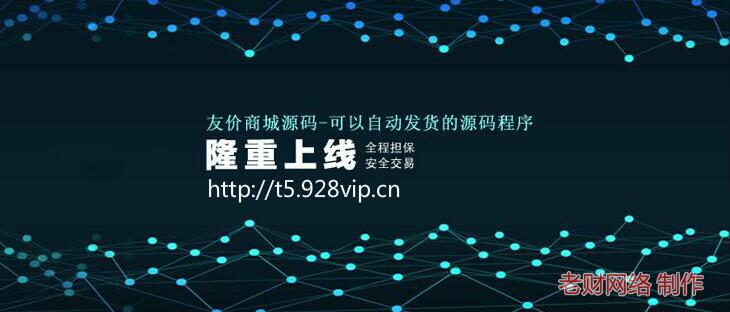 友价商城源码-可以自动发货的源码程序
隆重上线
全程担保
安全交易
http://t5.928vip.cn
老财网络 制作